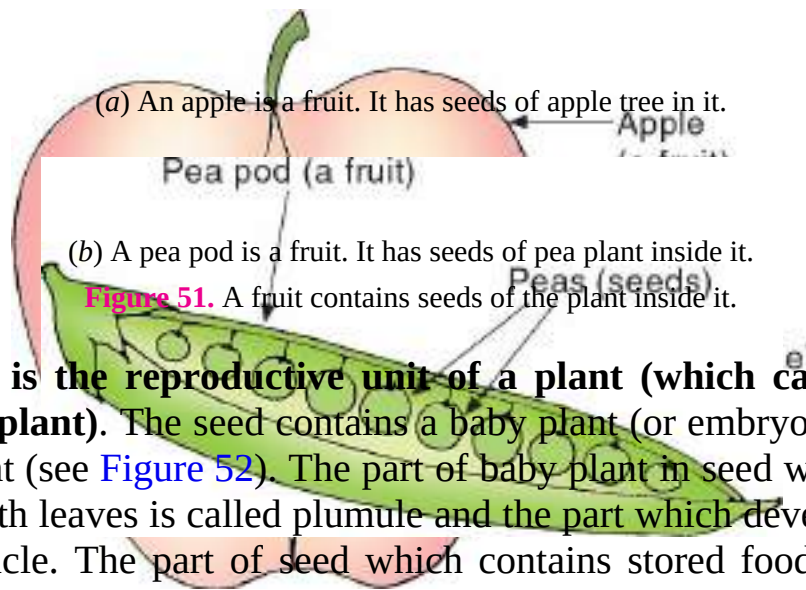 (a) An apple is a fruit. It has seeds of apple tree in it.
Apple
Pea pod (a fruit)
(b) A pea pod is a fruit. It has seeds of pea plant inside it.
Peas (seeds)
Figure 51. A fruit contains seeds of the plant inside it.
is the reproductive unit of a plant (which ca
plant). The seed contains a baby plant (or embryo
(see Figure 52). The part of baby plant in seed w
leaves is called plumule and the part which deve
The part of seed which contains stored food